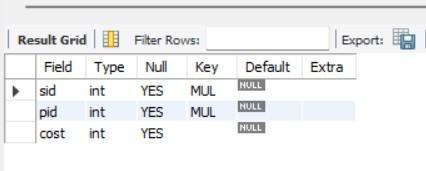 Result Grid Filter Rows: Export:
Field Type Null Key Default Extra
sid int YES MUL NULL
pid int YES MUL NULL
cost int YES NULL